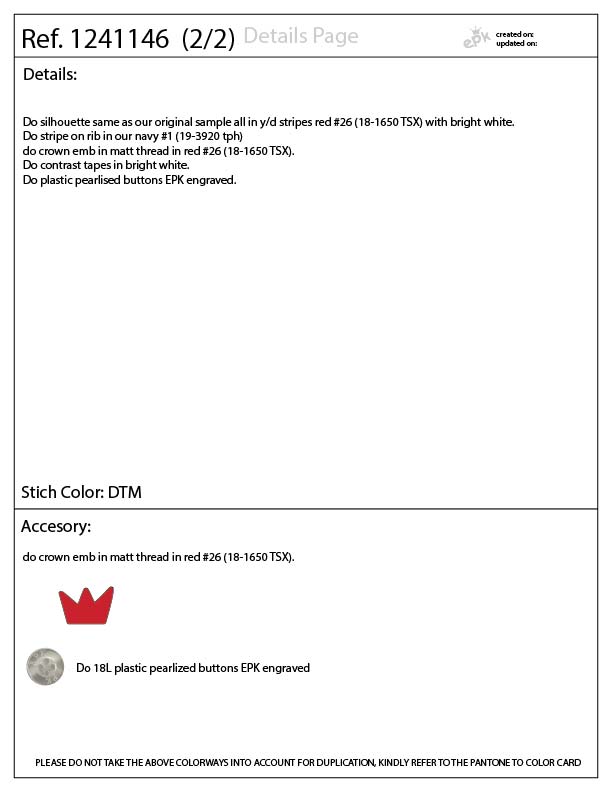 Ref. 1241146 (2/2) Details Page
epk
created on:
updated on:
Details:
Do silhouette same as our original sample all in y/d stripes red #26 (18-1650 TSX) with bright white.
Do stripe on rib in our navy #1 (19-3920 tph)
do crown emb in matt thread in red #26 (18-1650 TSX).
Do contrast tapes in bright white.
Do plastic pearlised buttons EPK engraved.
Stich Color: DTM
Accesory:
do crown emb in matt thread in red #26 (18-1650 TSX).
Do 18L plastic pearlized buttons EPK engraved
PLEASE DO NOT TAKE THE ABOVE COLORWAYS INTO ACCOUNT FOR DUPLICATION, KINDLY REFER TO THE PANTONE TO COLOR CARD